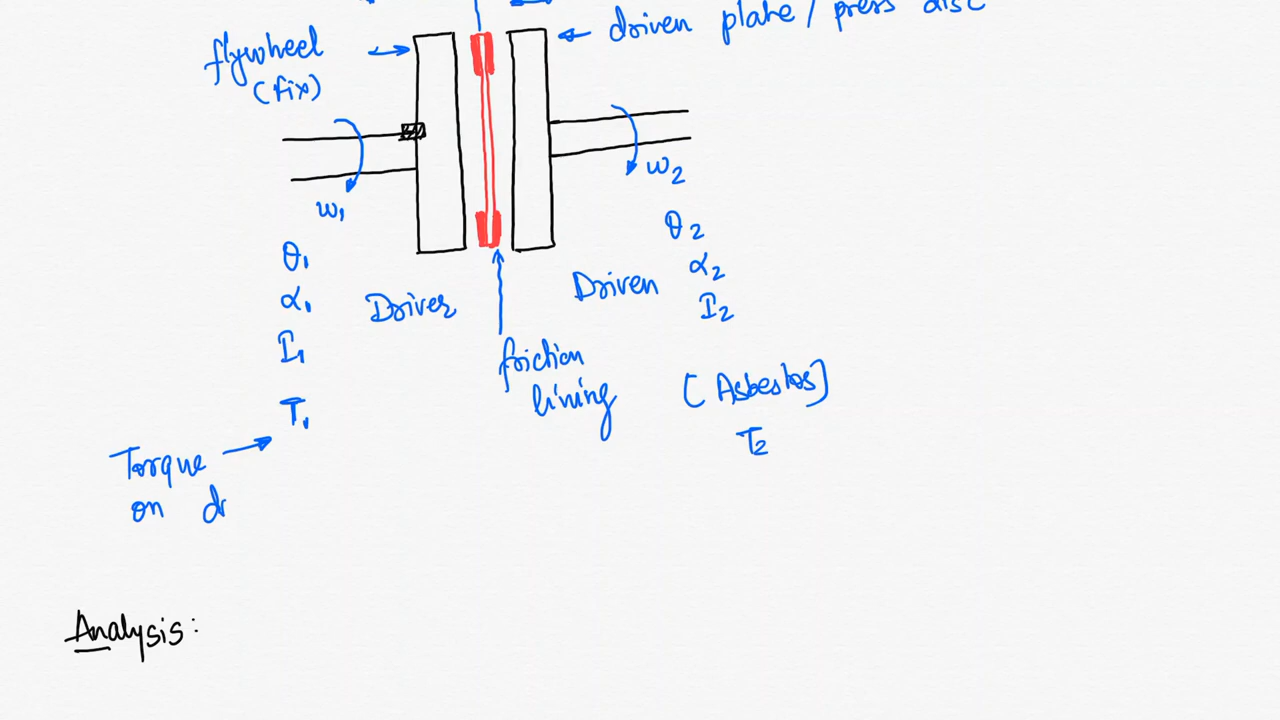 driven plate / press disc
flywheel
(fix)
ω₁
ω₂
θ₁
α₁
I₁
T₁
Driver
Driven
θ₂
α₂
I₂
friction
lining
[Asbestos]
T₂
Torque
on dr
Analysis: